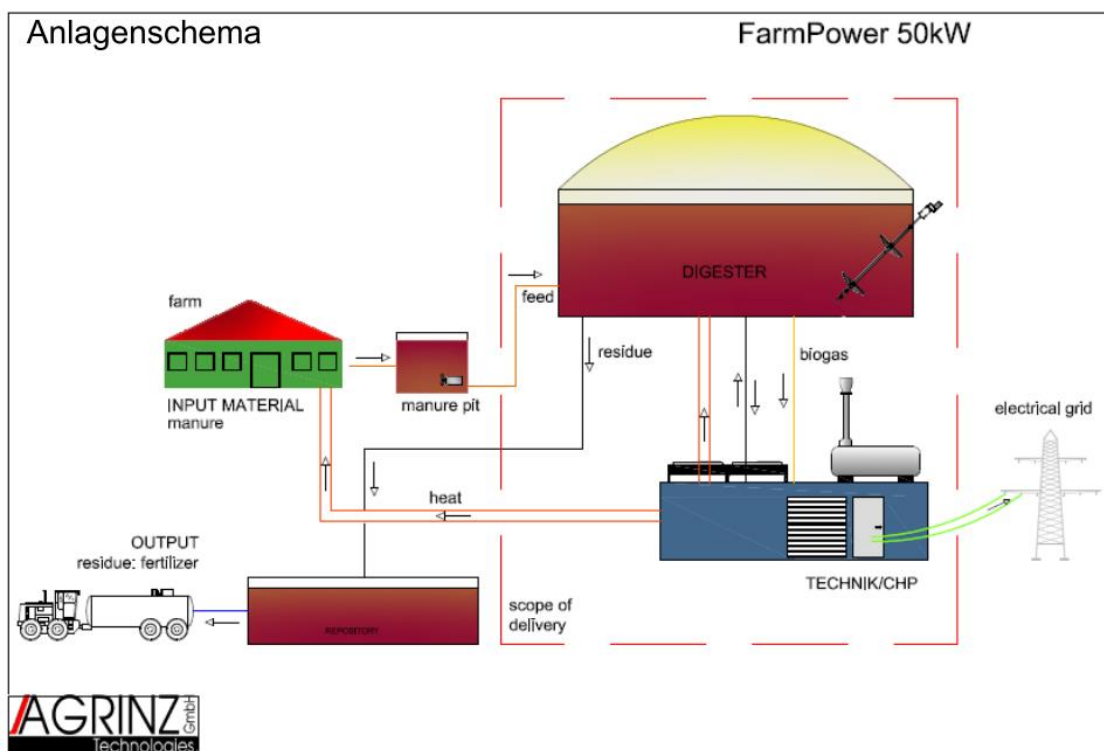 Anlagenschema
FarmPower 50kW
DIGESTER
farm
feed
residue
biogas
INPUT MATERIAL
manure
manure pit
electrical grid
heat
OUTPUT
residue: fertilizer
TECHNIK/CHP
scope of
delivery
REPOSITORY
AGRINZ
GmbH
Technologies